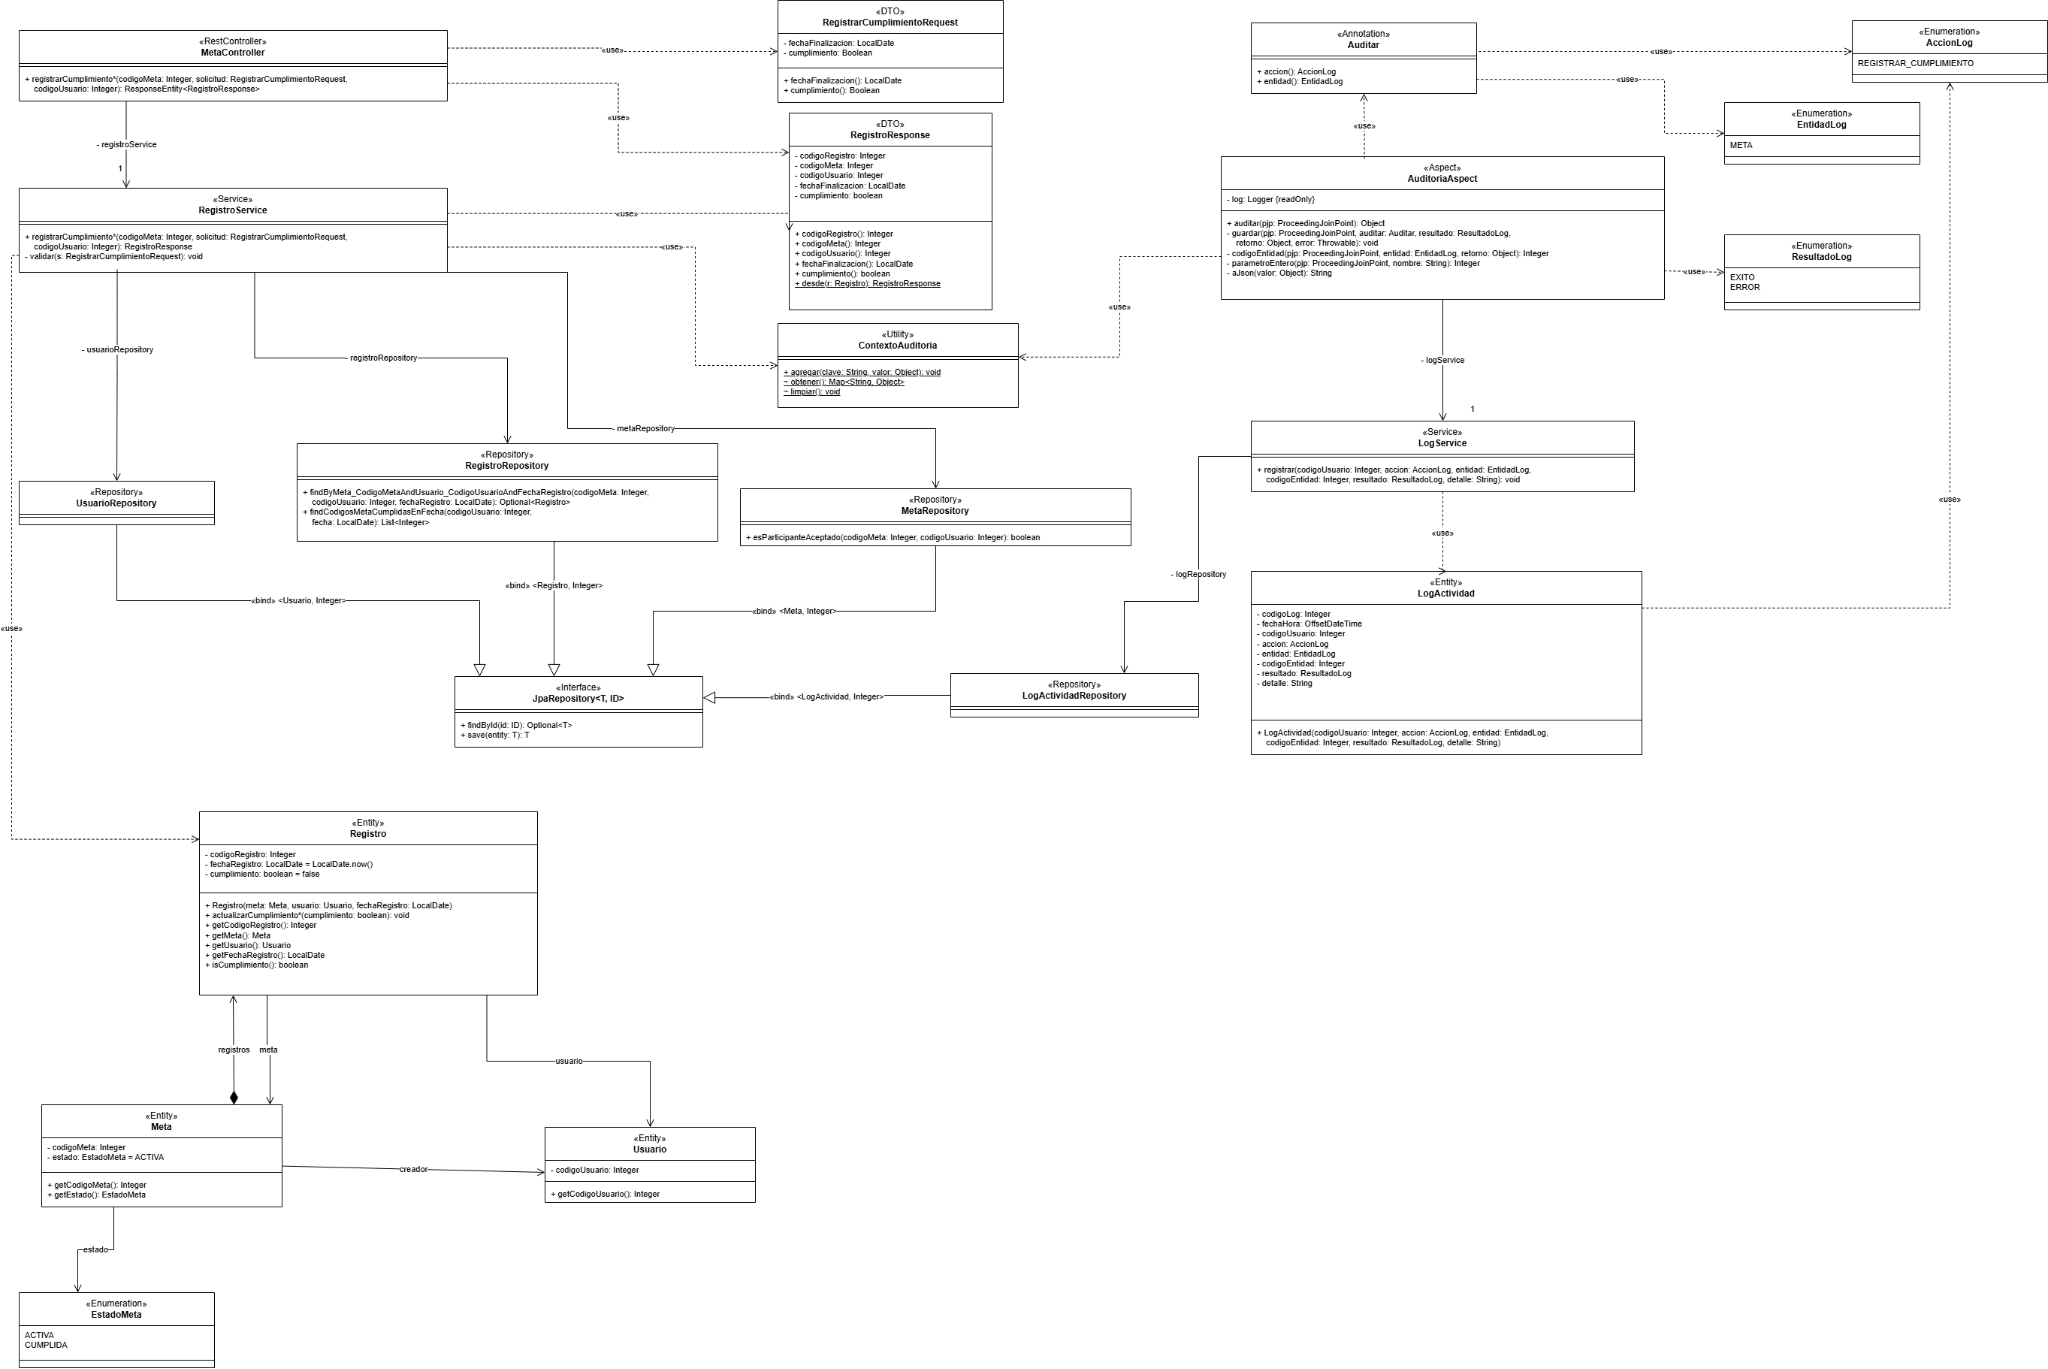 «RestController»
MetaController
+ registrarCumplimiento*(codigoMeta: Integer, solicitud: RegistrarCumplimientoRequest,
codigoUsuario: Integer): ResponseEntity<RegistroResponse>
«use»
«use»
- registroService
1
«DTO»
RegistrarCumplimientoRequest
- fechaFinalizacion: LocalDate
- cumplimiento: Boolean
+ fechaFinalizacion(): LocalDate
+ cumplimiento(): Boolean
«DTO»
RegistroResponse
- codigoRegistro: Integer
- codigoMeta: Integer
- codigoUsuario: Integer
- fechaFinalizacion: LocalDate
- cumplimiento: boolean
+ codigoRegistro(): Integer
+ codigoMeta(): Integer
+ codigoUsuario(): Integer
+ fechaFinalizacion(): LocalDate
+ cumplimiento(): boolean
+ desde(r: Registro): RegistroResponse
«Annotation»
Auditar
+ accion(): AccionLog
+ entidad(): EntidadLog
«use»
«use»
«use»
«Enumeration»
AccionLog
REGISTRAR_CUMPLIMIENTO
«Enumeration»
EntidadLog
META
«Aspect»
AuditoriaAspect
- log: Logger {readOnly}
+ auditar(pjp: ProceedingJoinPoint): Object
- guardar(pjp: ProceedingJoinPoint, auditar: Auditar, resultado: ResultadoLog,
retorno: Object, error: Throwable): void
- codigoEntidad(pjp: ProceedingJoinPoint, entidad: EntidadLog, retorno: Object): Integer
- parametroEntero(pjp: ProceedingJoinPoint, nombre: String): Integer
- aJson(valor: Object): String
«use»
«use»
«Enumeration»
ResultadoLog
EXITO
ERROR
«Service»
RegistroService
+ registrarCumplimiento*(codigoMeta: Integer, solicitud: RegistrarCumplimientoRequest,
codigoUsuario: Integer): RegistroResponse
- validar(s: RegistrarCumplimientoRequest): void
«use»
«use»
«use»
- usuarioRepository
- registroRepository
- metaRepository
«Utility»
ContextoAuditoria
+ agregar(clave: String, valor: Object): void
~ obtener(): Map<String, Object>
~ limpiar(): void
- logService
1
«Service»
LogService
+ registrar(codigoUsuario: Integer, accion: AccionLog, entidad: EntidadLog,
codigoEntidad: Integer, resultado: ResultadoLog, detalle: String): void
«use»
«use»
- logRepository
«Repository»
UsuarioRepository
«Repository»
RegistroRepository
+ findByMeta_CodigoMetaAndUsuario_CodigoUsuarioAndFechaRegistro(codigoMeta: Integer,
codigoUsuario: Integer, fechaRegistro: LocalDate): Optional<Registro>
+ findCodigosMetaCumplidasEnFecha(codigoUsuario: Integer,
fecha: LocalDate): List<Integer>
«Repository»
MetaRepository
+ esParticipanteAceptado(codigoMeta: Integer, codigoUsuario: Integer): boolean
«bind» <Usuario, Integer>
«bind» <Registro, Integer>
«bind» <Meta, Integer>
«bind» <LogActividad, Integer>
«Interface»
JpaRepository<T, ID>
+ findById(id: ID): Optional<T>
+ save(entity: T): T
«Repository»
LogActividadRepository
«Entity»
LogActividad
- codigoLog: Integer
- fechaHora: OffsetDateTime
- codigoUsuario: Integer
- accion: AccionLog
- entidad: EntidadLog
- codigoEntidad: Integer
- resultado: ResultadoLog
- detalle: String
+ LogActividad(codigoUsuario: Integer, accion: AccionLog, entidad: EntidadLog,
codigoEntidad: Integer, resultado: ResultadoLog, detalle: String)
«Entity»
Registro
- codigoRegistro: Integer
- fechaRegistro: LocalDate = LocalDate.now()
- cumplimiento: boolean = false
+ Registro(meta: Meta, usuario: Usuario, fechaRegistro: LocalDate)
+ actualizarCumplimiento*(cumplimiento: boolean): void
+ getCodigoRegistro(): Integer
+ getMeta(): Meta
+ getUsuario(): Usuario
+ getFechaRegistro(): LocalDate
+ isCumplimiento(): boolean
registros
meta
usuario
«Entity»
Meta
- codigoMeta: Integer
- estado: EstadoMeta = ACTIVA
+ getCodigoMeta(): Integer
+ getEstado(): EstadoMeta
creador
«Entity»
Usuario
- codigoUsuario: Integer
+ getCodigoUsuario(): Integer
estado
«Enumeration»
EstadoMeta
ACTIVA
CUMPLIDA